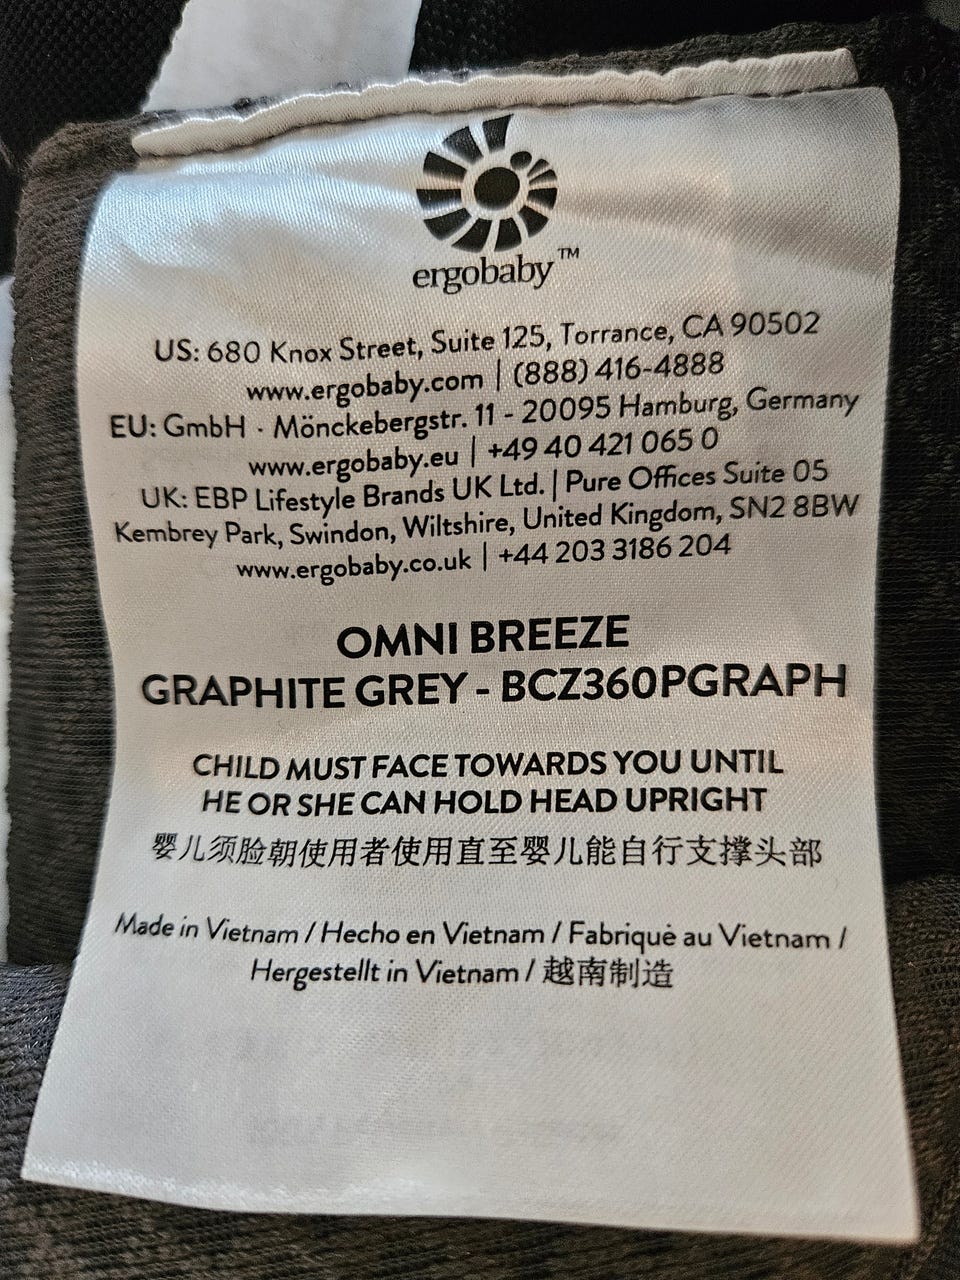 ergobaby™
US: 680 Knox Street, Suite 125, Torrance, CA 90502
www.ergobaby.com | (888) 416-4888
EU: GmbH · Mönckebergstr. 11 - 20095 Hamburg, Germany
www.ergobaby.eu | +49 40 421 065 0
UK: EBP Lifestyle Brands UK Ltd. | Pure Offices Suite 05
Kembrey Park, Swindon, Wiltshire, United Kingdom, SN2 8BW
www.ergobaby.co.uk | +44 203 3186 204
OMNI BREEZE
GRAPHITE GREY - BCZ360PGRAPH
CHILD MUST FACE TOWARDS YOU UNTIL
HE OR SHE CAN HOLD HEAD UPRIGHT
婴儿须脸朝使用者使用直至婴儿能自行支撑头部
Made in Vietnam / Hecho en Vietnam / Fabriqué au Vietnam /
Hergestellt in Vietnam / 越南制造